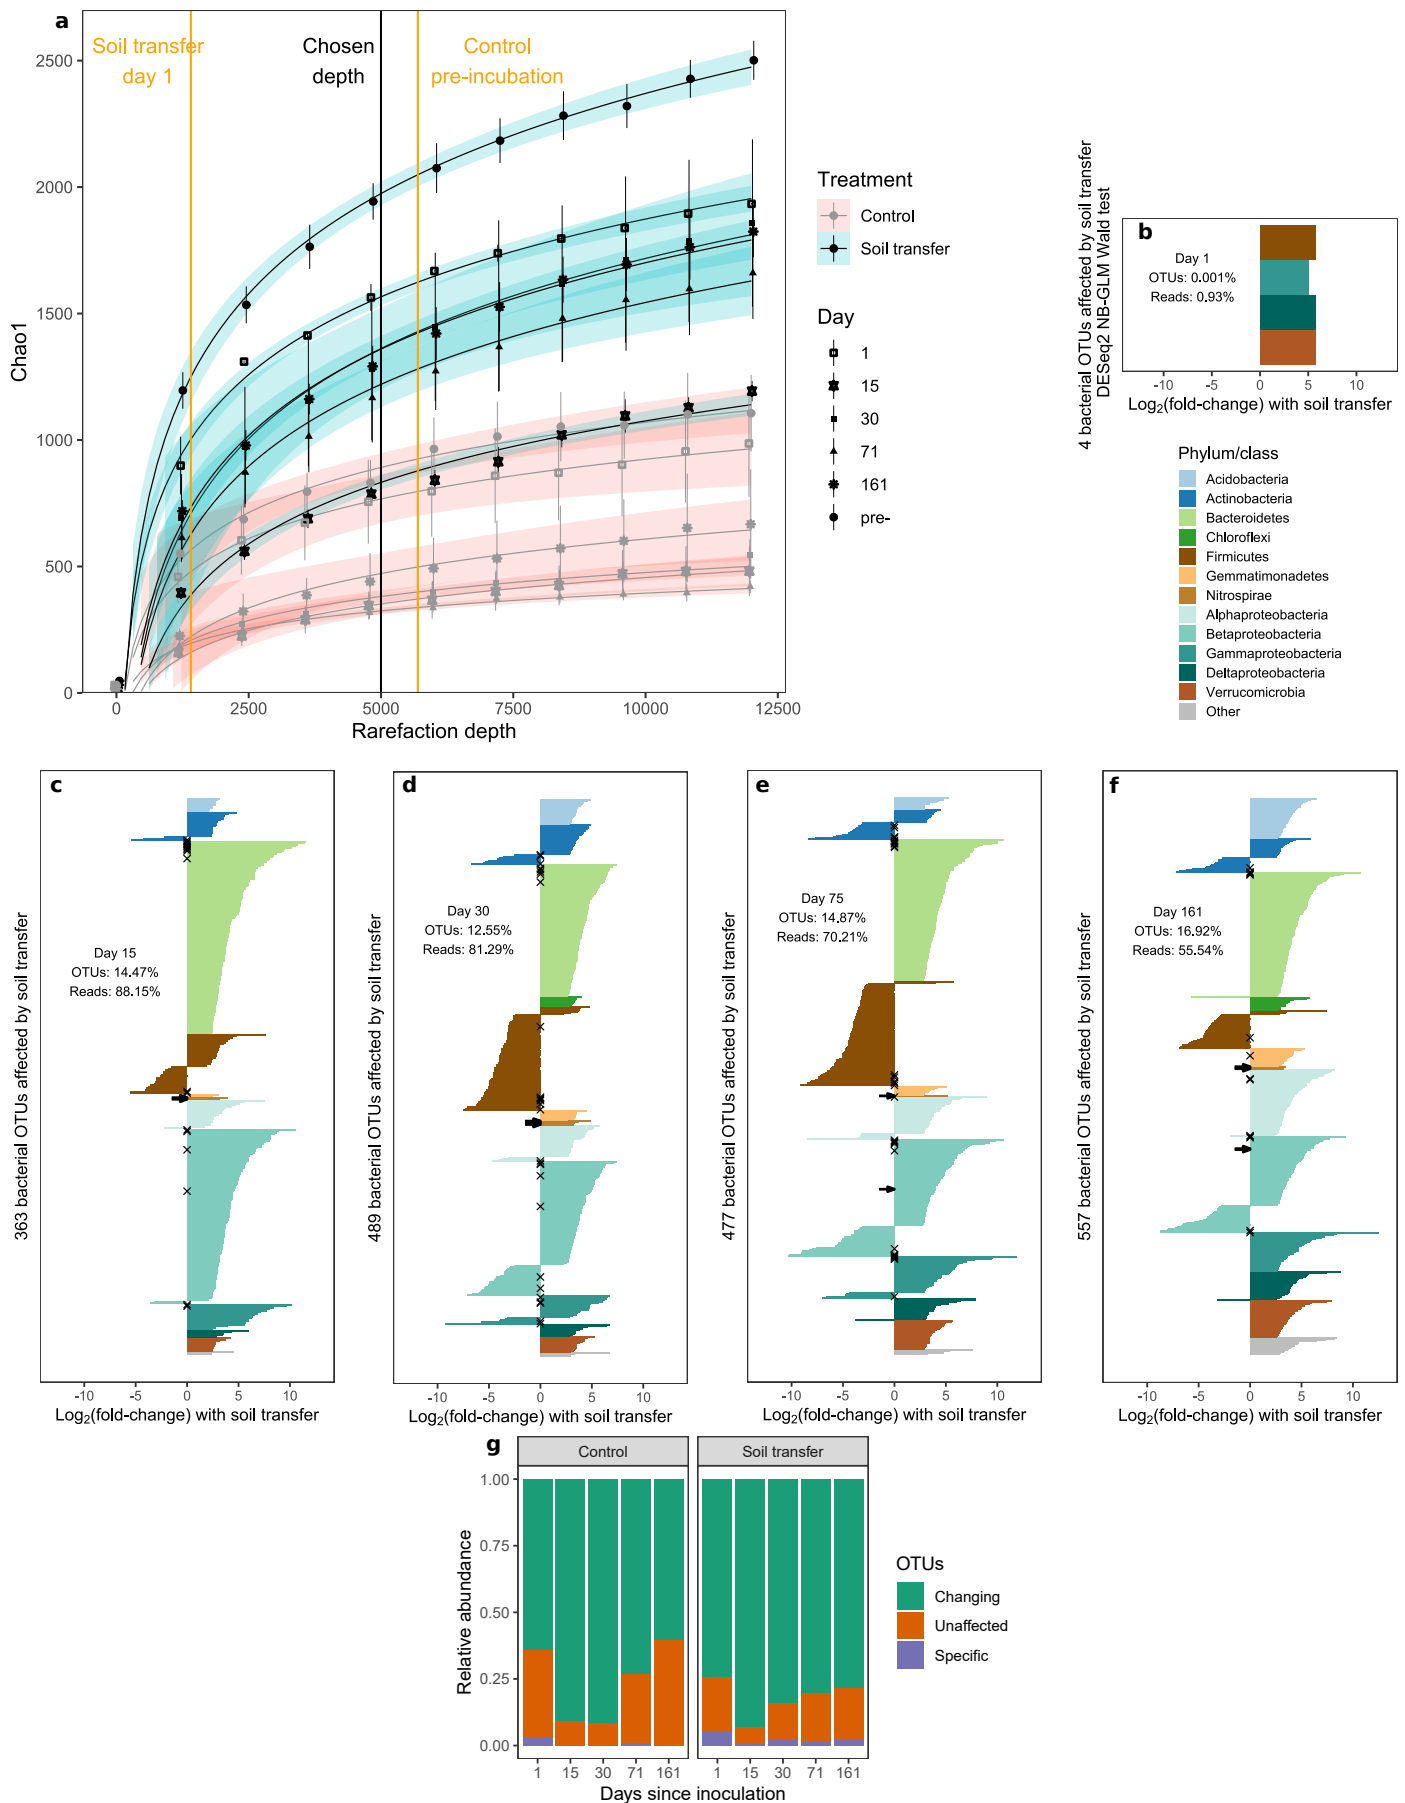 a
Soil transfer
day 1
Chosen
depth
Control
pre-incubation
2500
2000
1500
1000
500
0
Chao1
0
2500
5000
7500
10000
12500
Rarefaction depth
Treatment
Control
Soil transfer
Day
1
15
30
71
161
pre-
4 bacterial OTUs affected by soil transfer
DESeq2 NB-GLM Wald test
b
Day 1
OTUs: 0.001%
Reads: 0.93%
-10
-5
0
5
10
Log₂(fold-change) with soil transfer
Phylum/class
Acidobacteria
Actinobacteria
Bacteroidetes
Chloroflexi
Firmicutes
Gemmatimonadetes
Nitrospirae
Alphaproteobacteria
Betaproteobacteria
Gammaproteobacteria
Deltaproteobacteria
Verrucomicrobia
Other
c
363 bacterial OTUs affected by soil transfer
Day 15
OTUs: 14.47%
Reads: 88.15%
-10
-5
0
5
10
Log₂(fold-change) with soil transfer
d
489 bacterial OTUs affected by soil transfer
Day 30
OTUs: 12.55%
Reads: 81.29%
-10
-5
0
5
10
Log₂(fold-change) with soil transfer
e
477 bacterial OTUs affected by soil transfer
Day 75
OTUs: 14.87%
Reads: 70.21%
-10
-5
0
5
10
Log₂(fold-change) with soil transfer
f
557 bacterial OTUs affected by soil transfer
Day 161
OTUs: 16.92%
Reads: 55.54%
-10
-5
0
5
10
Log₂(fold-change) with soil transfer
g
Control
Soil transfer
1.00
0.75
0.50
0.25
0.00
Relative abundance
1
15
30
71
161
1
15
30
71
161
Days since inoculation
OTUs
Changing
Unaffected
Specific